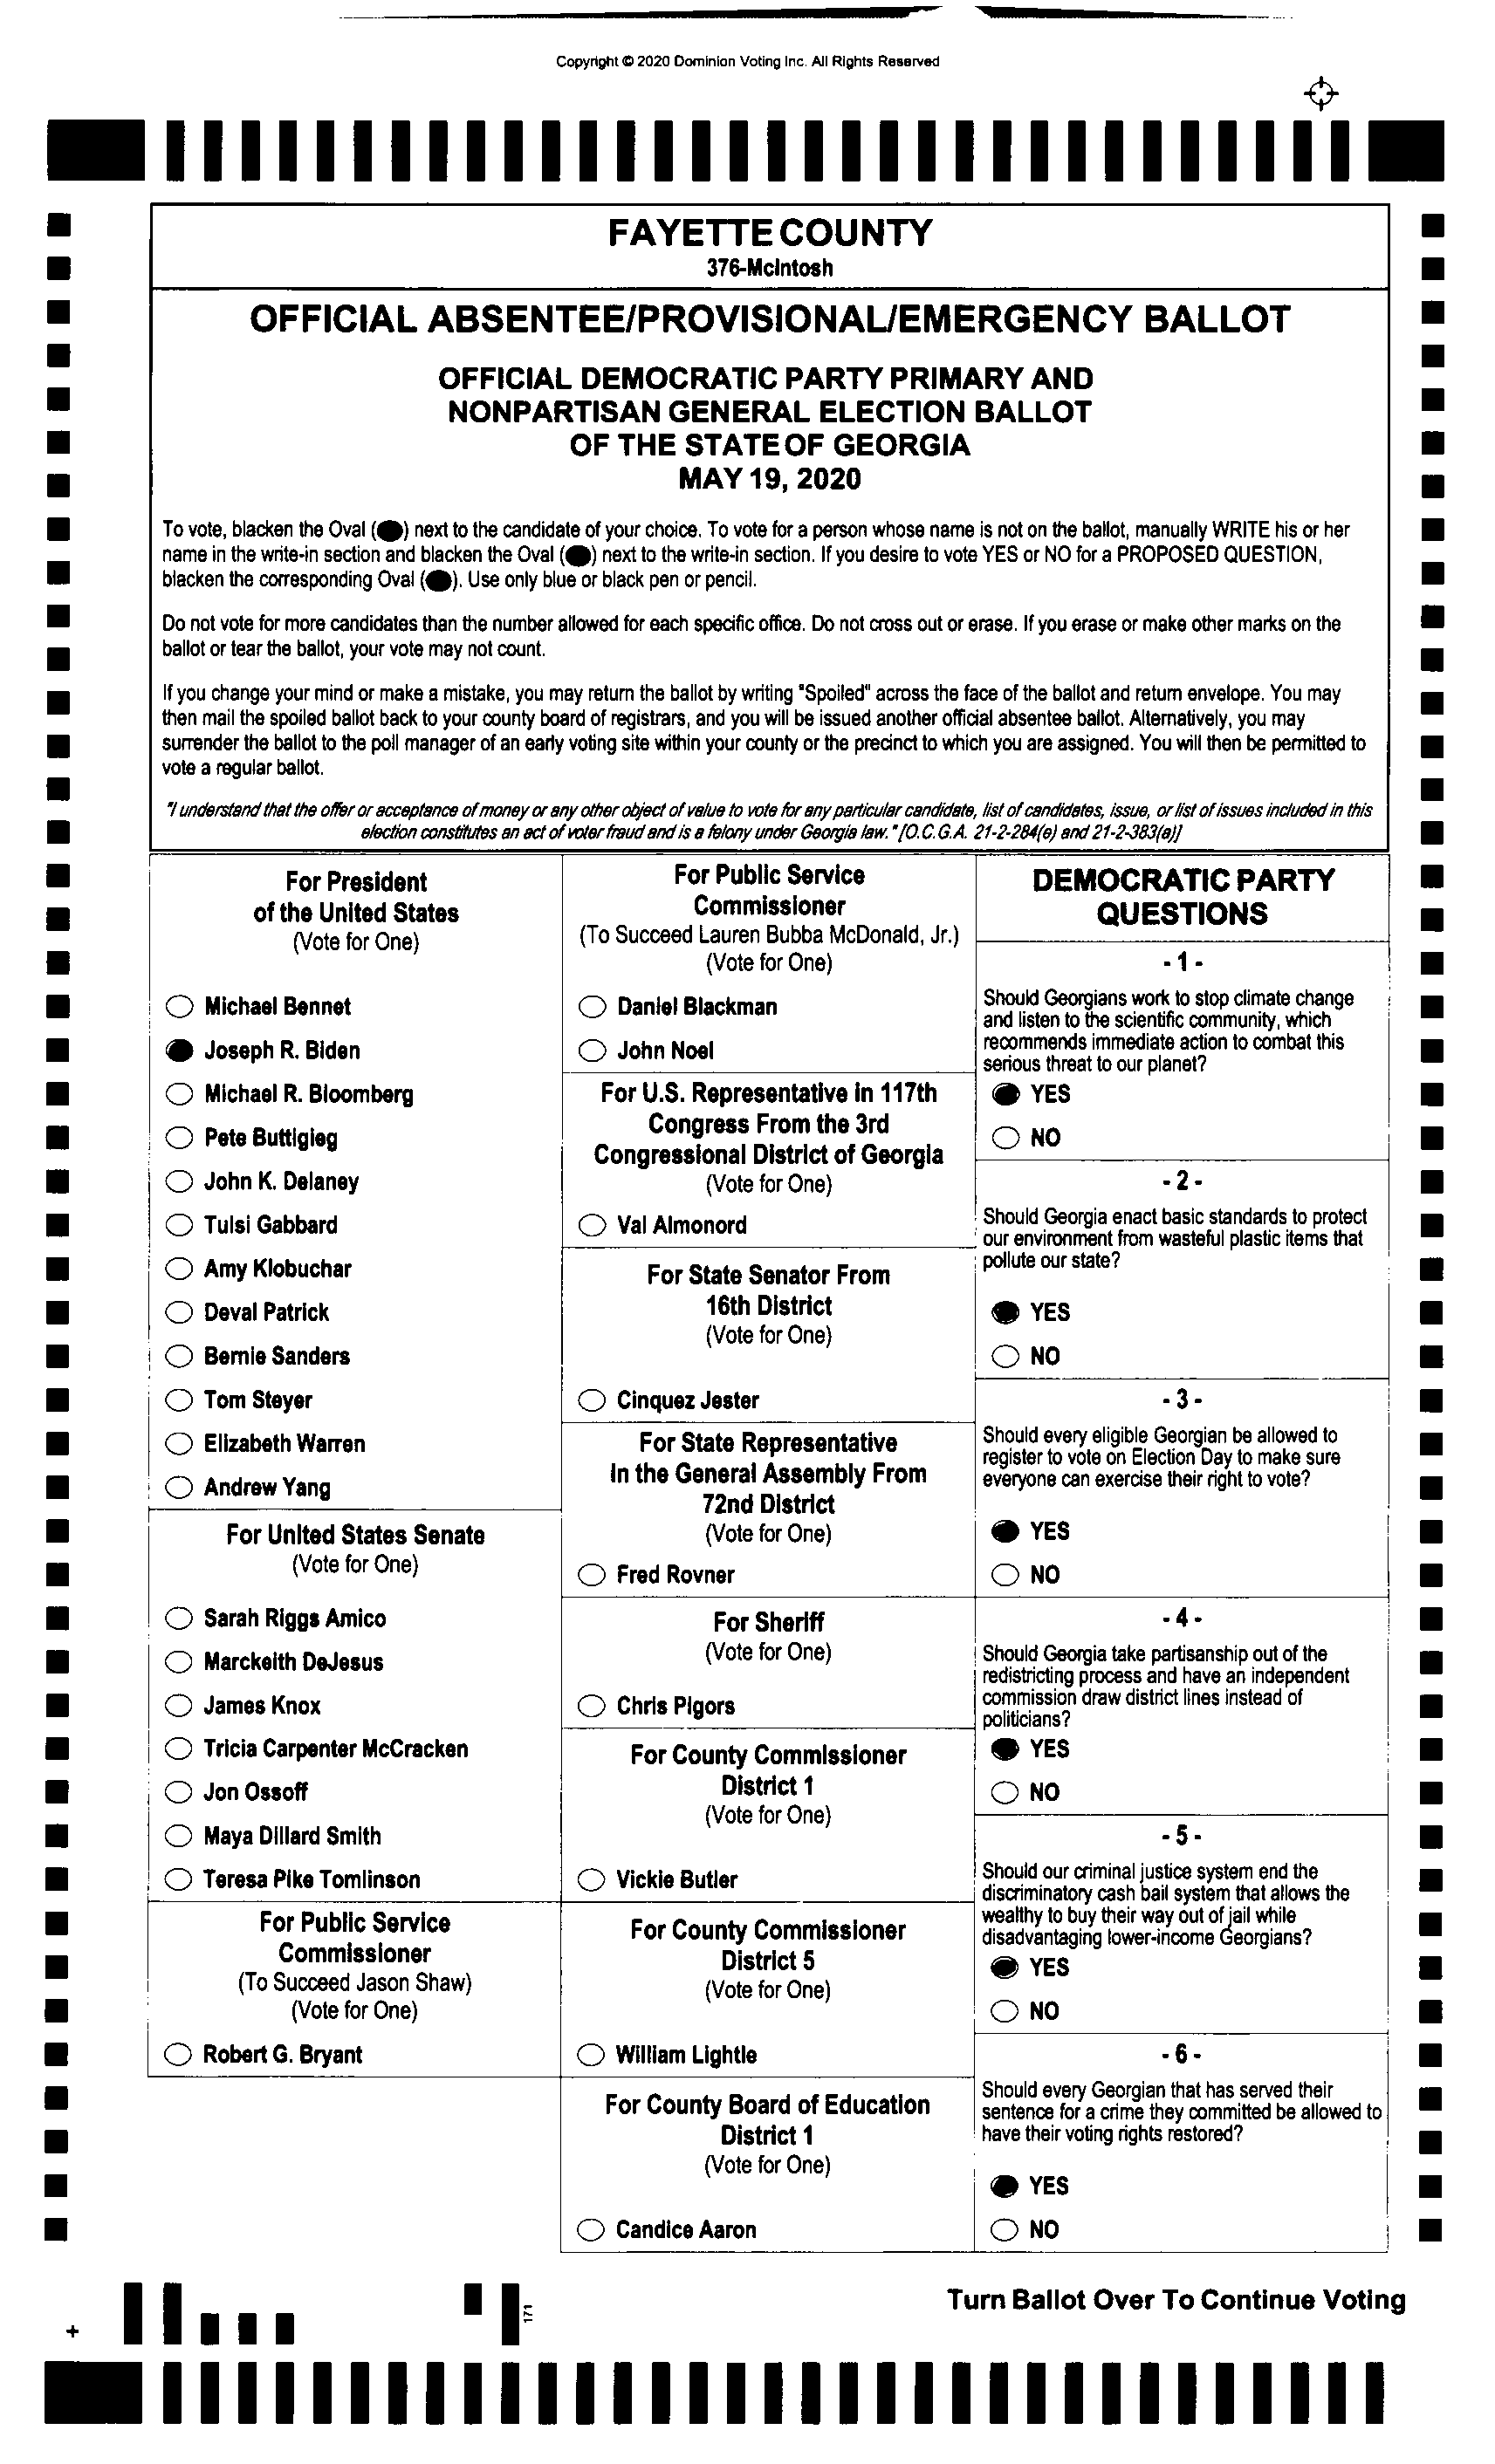 Copyright © 2020 Dominion Voting Inc. All Rights Reserved
FAYETTE COUNTY
376-McIntosh
OFFICIAL ABSENTEE/PROVISIONAL/EMERGENCY BALLOT
OFFICIAL DEMOCRATIC PARTY PRIMARY AND
NONPARTISAN GENERAL ELECTION BALLOT
OF THE STATE OF GEORGIA
MAY 19, 2020
To vote, blacken the Oval (●) next to the candidate of your choice. To vote for a person whose name is not on the ballot, manually WRITE his or her
name in the write-in section and blacken the Oval (●) next to the write-in section. If you desire to vote YES or NO for a PROPOSED QUESTION,
blacken the corresponding Oval (●). Use only blue or black pen or pencil.
Do not vote for more candidates than the number allowed for each specific office. Do not cross out or erase. If you erase or make other marks on the
ballot or tear the ballot, your vote may not count.
If you change your mind or make a mistake, you may return the ballot by writing "Spoiled" across the face of the ballot and return envelope. You may
then mail the spoiled ballot back to your county board of registrars, and you will be issued another official absentee ballot. Alternatively, you may
surrender the ballot to the poll manager of an early voting site within your county or the precinct to which you are assigned. You will then be permitted to
vote a regular ballot.
"I understand that the offer or acceptance of money or any other object of value to vote for any particular candidate, list of candidates, issue, or list of issues included in this
election constitutes an act of voter fraud and is a felony under Georgia law." [O.C.G.A. 21-2-284(e) and 21-2-383(a)]
For President
of the United States
(Vote for One)
Michael Bennet
Joseph R. Biden
Michael R. Bloomberg
Pete Buttigieg
John K. Delaney
Tulsi Gabbard
Amy Klobuchar
Deval Patrick
Bernie Sanders
Tom Steyer
Elizabeth Warren
Andrew Yang
For United States Senate
(Vote for One)
Sarah Riggs Amico
Marckeith DeJesus
James Knox
Tricia Carpenter McCracken
Jon Ossoff
Maya Dillard Smith
Teresa Pike Tomlinson
For Public Service
Commissioner
(To Succeed Jason Shaw)
(Vote for One)
Robert G. Bryant
For Public Service
Commissioner
(To Succeed Lauren Bubba McDonald, Jr.)
(Vote for One)
Daniel Blackman
John Noel
For U.S. Representative in 117th
Congress From the 3rd
Congressional District of Georgia
(Vote for One)
Val Almonord
For State Senator From
16th District
(Vote for One)
Cinquez Jester
For State Representative
In the General Assembly From
72nd District
(Vote for One)
Fred Rovner
For Sheriff
(Vote for One)
Chris Pigors
For County Commissioner
District 1
(Vote for One)
Vickie Butler
For County Commissioner
District 5
(Vote for One)
William Lightle
For County Board of Education
District 1
(Vote for One)
Candice Aaron
DEMOCRATIC PARTY
QUESTIONS
- 1 -
Should Georgians work to stop climate change
and listen to the scientific community, which
recommends immediate action to combat this
serious threat to our planet?
YES
NO
- 2 -
Should Georgia enact basic standards to protect
our environment from wasteful plastic items that
pollute our state?
YES
NO
- 3 -
Should every eligible Georgian be allowed to
register to vote on Election Day to make sure
everyone can exercise their right to vote?
YES
NO
- 4 -
Should Georgia take partisanship out of the
redistricting process and have an independent
commission draw district lines instead of
politicians?
YES
NO
- 5 -
Should our criminal justice system end the
discriminatory cash bail system that allows the
wealthy to buy their way out of jail while
disadvantaging lower-income Georgians?
YES
NO
- 6 -
Should every Georgian that has served their
sentence for a crime they committed be allowed to
have their voting rights restored?
YES
NO
Turn Ballot Over To Continue Voting
171